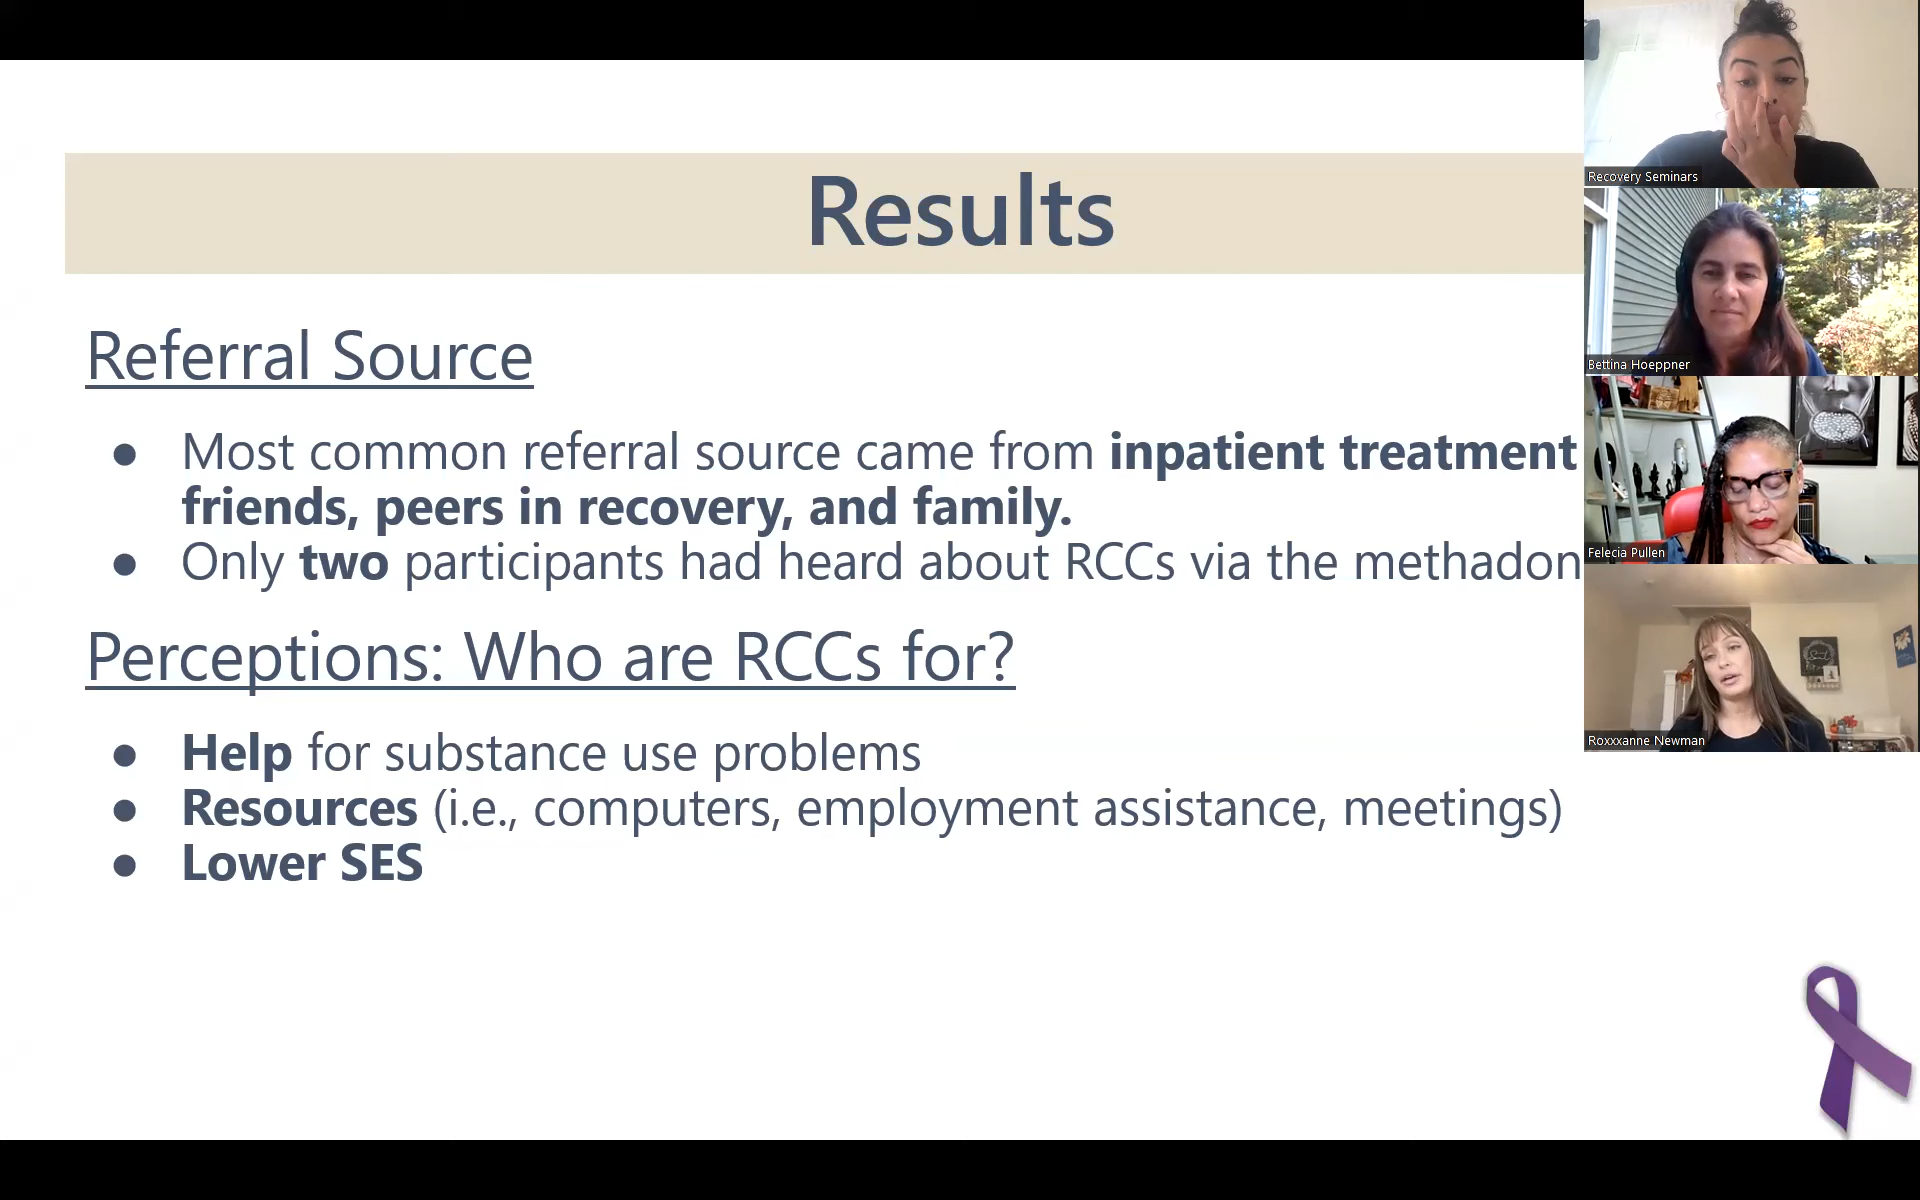 Results
Referral Source
● Most common referral source came from inpatient treatment
friends, peers in recovery, and family.
● Only two participants had heard about RCCs via the methadon
Perceptions: Who are RCCs for?
● Help for substance use problems
● Resources (i.e., computers, employment assistance, meetings)
● Lower SES
Recovery Seminars
Bettina Hoeppner
Felecia Pullen
Roxxxanne Newman